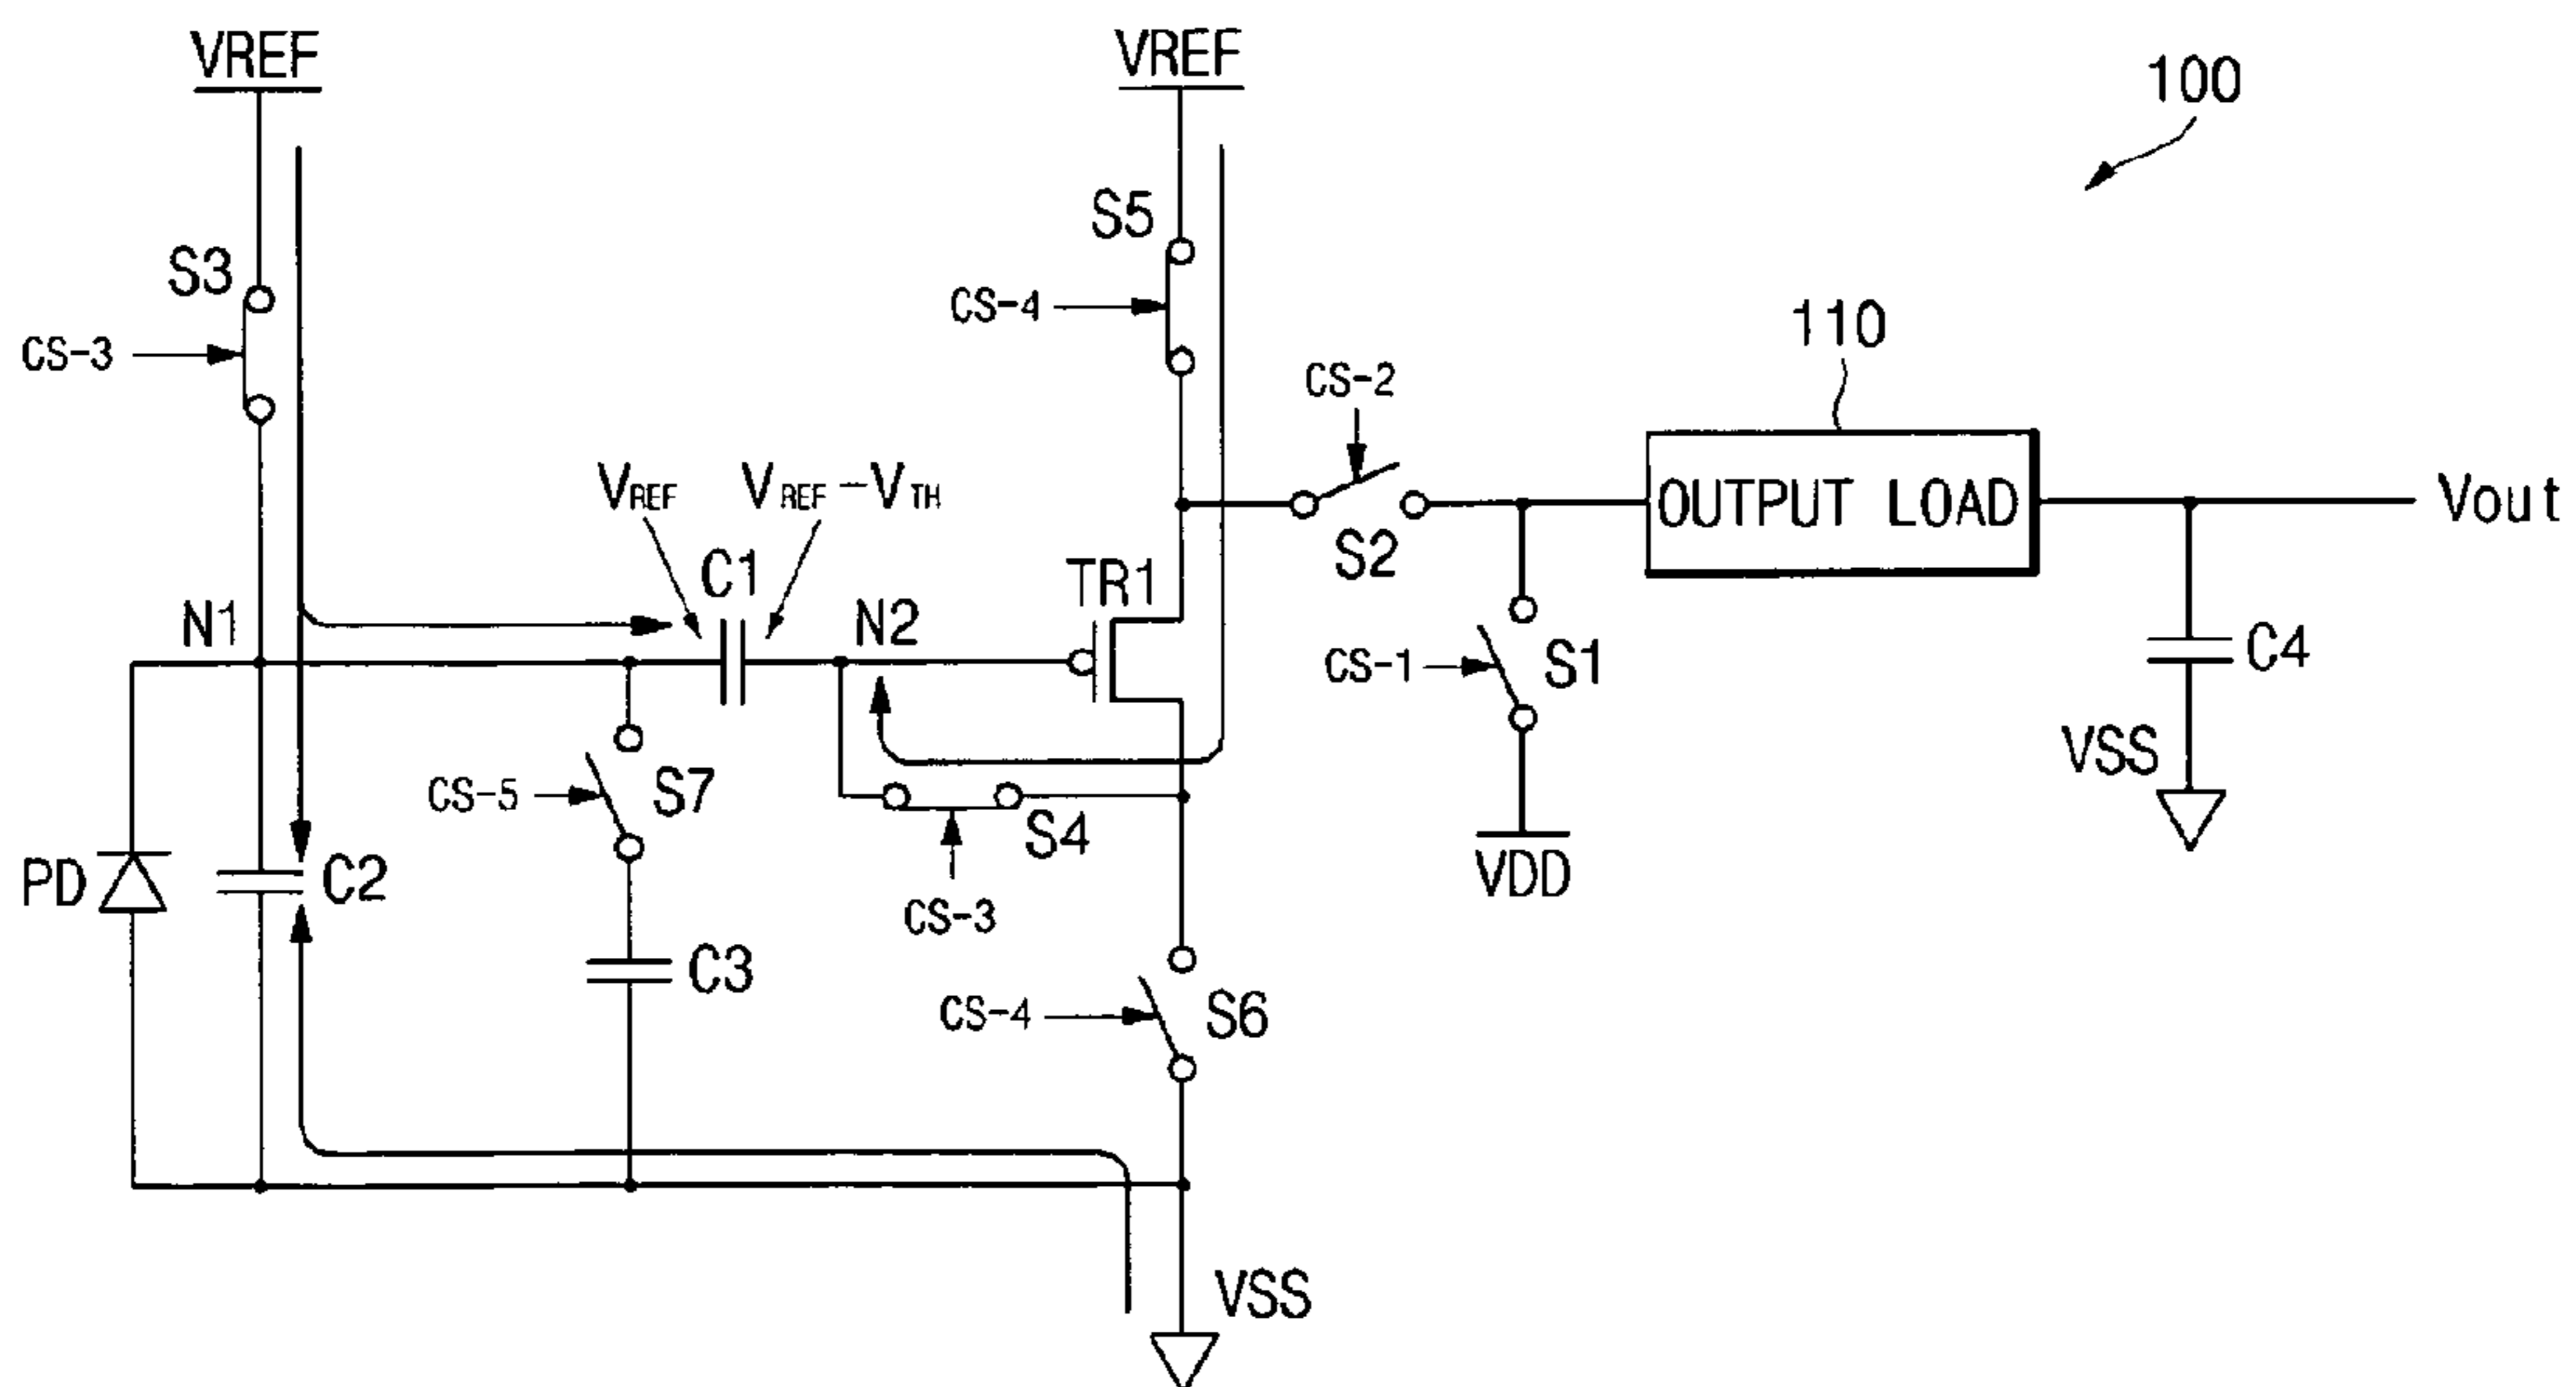 VREF
VREF
100
S5
S3
CS-4
110
CS-3
CS-2
VREF
VREF-VTH
OUTPUT LOAD
Vout
S2
C1
TR1
N1
N2
CS-1
S1
C4
VSS
CS-5
S7
S4
PD
C2
VDD
CS-3
C3
CS-4
S6
VSS